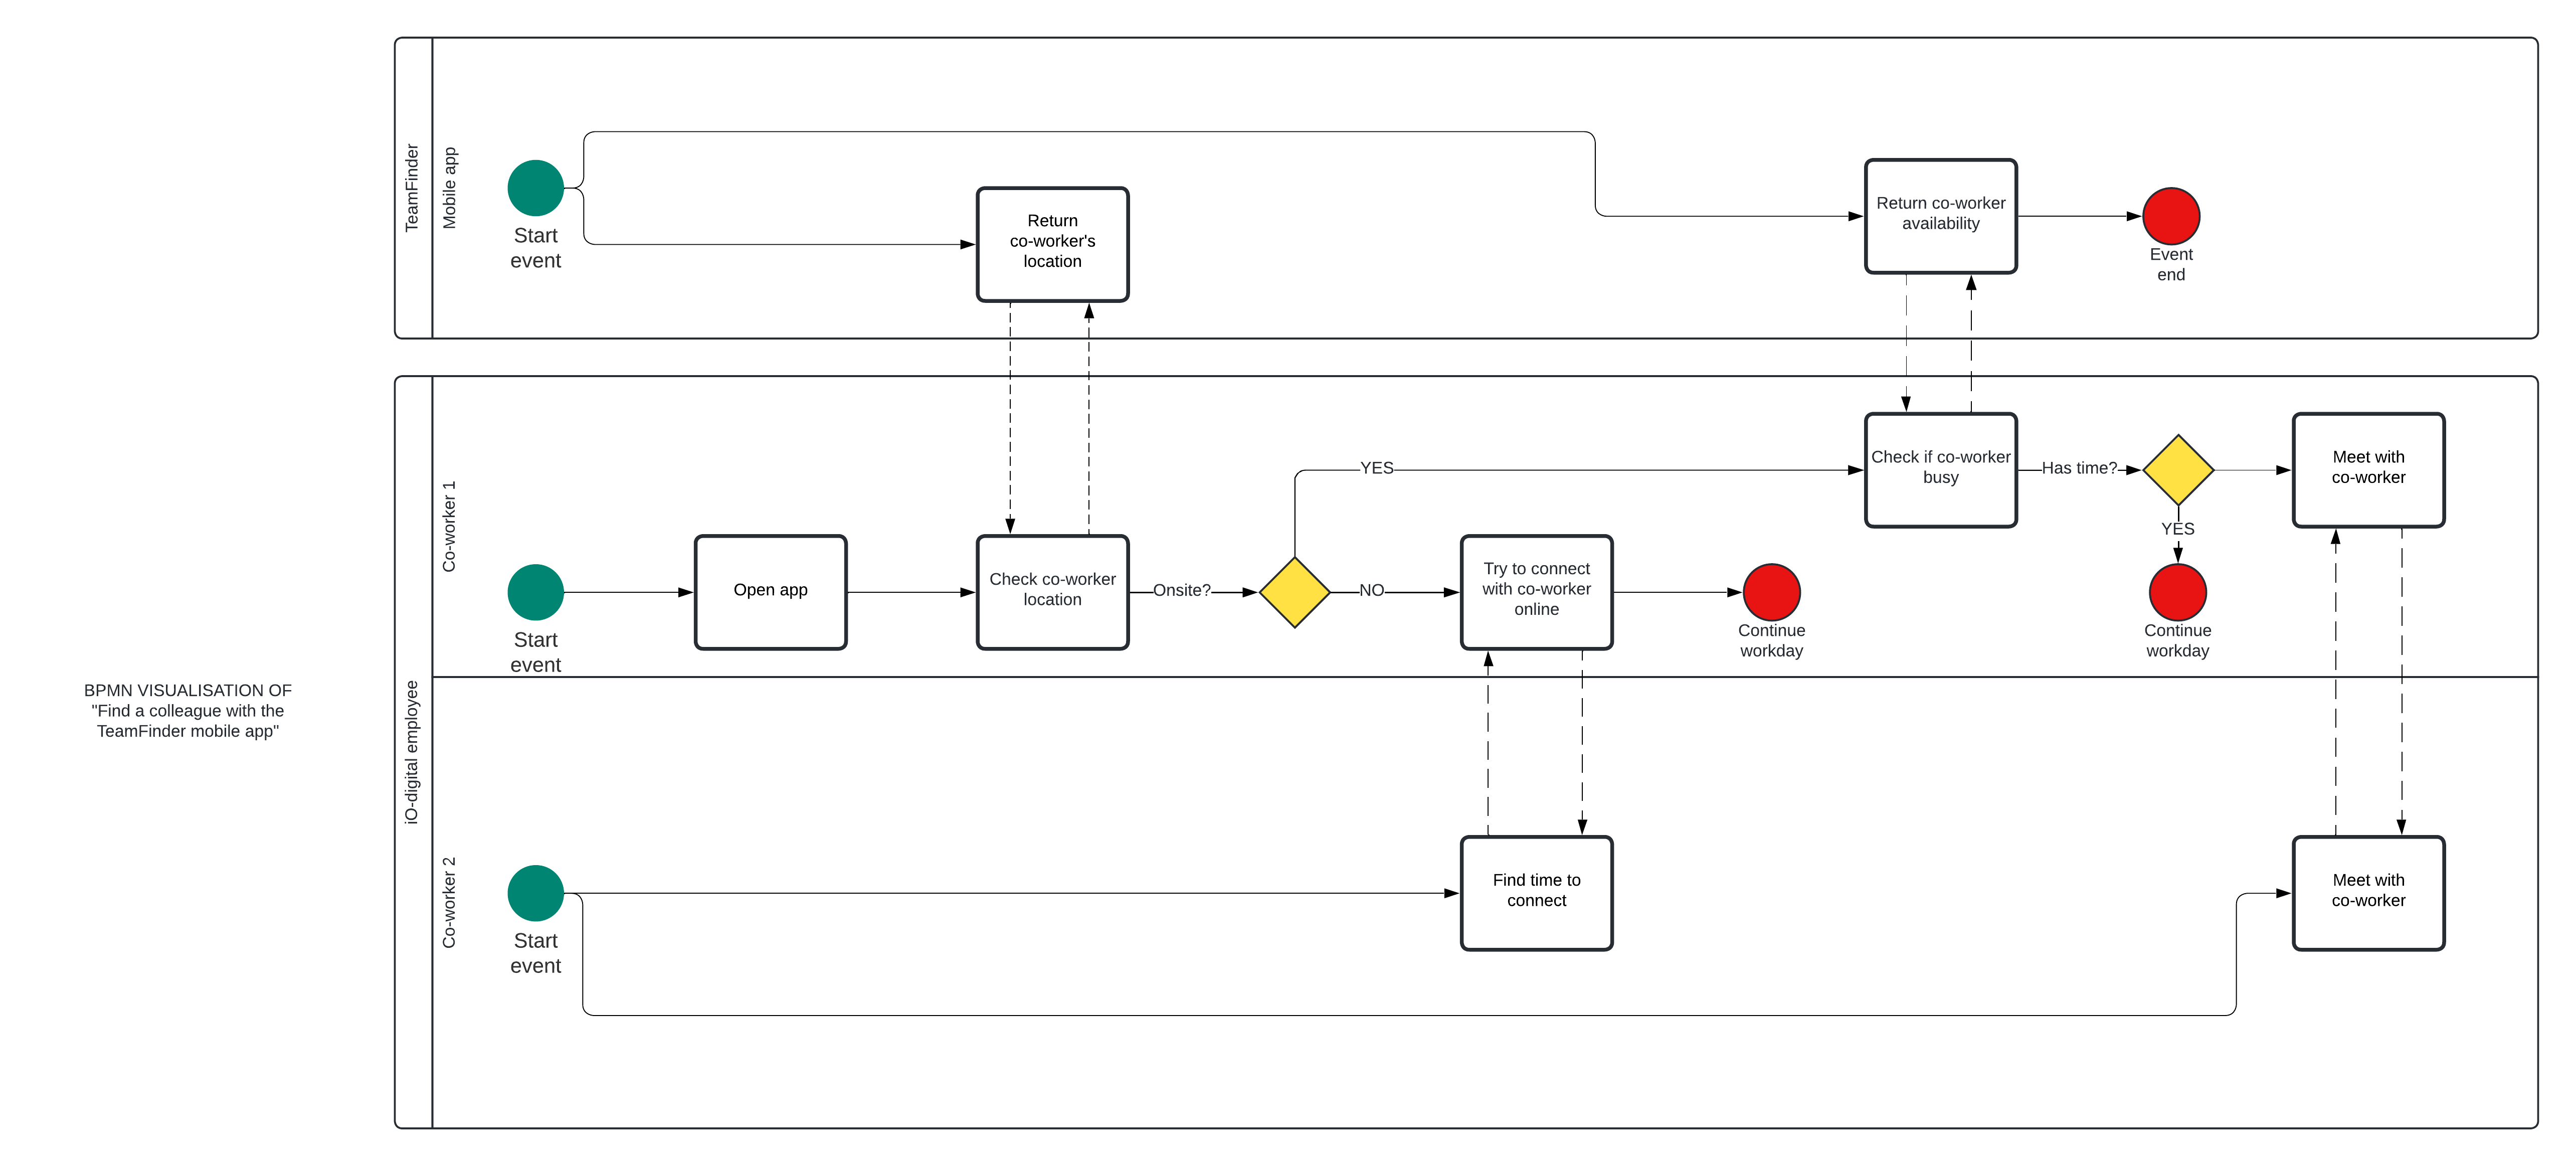 TeamFinder
Mobile app
Start
event
Return
co-worker's
location
Return co-worker
availability
Event
end
BPMN VISUALISATION OF
"Find a colleague with the
TeamFinder mobile app"
iO-digital employee
Co-worker 1
Start
event
Open app
Check co-worker
location
Onsite?
YES
NO
Try to connect
with co-worker
online
Continue
workday
Check if co-worker
busy
Has time?
YES
Continue
workday
Meet with
co-worker
Co-worker 2
Start
event
Find time to
connect
Meet with
co-worker